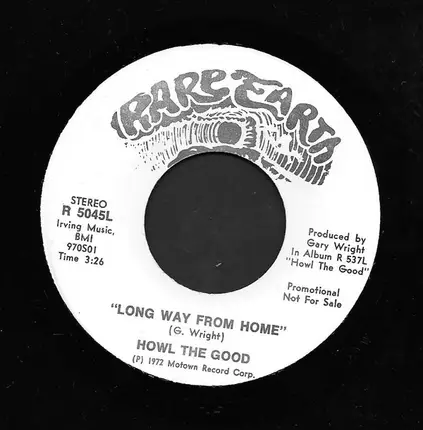 RARE EARTH
STEREO
R 5045L
Irving Music,
BMI
970S01
Time 3:26
Produced by
Gary Wright
In Album R 537L
"Howl The Good"
Promotional
Not For Sale
"LONG WAY FROM HOME"
(G. Wright)
HOWL THE GOOD
(P) 1972 Motown Record Corp.